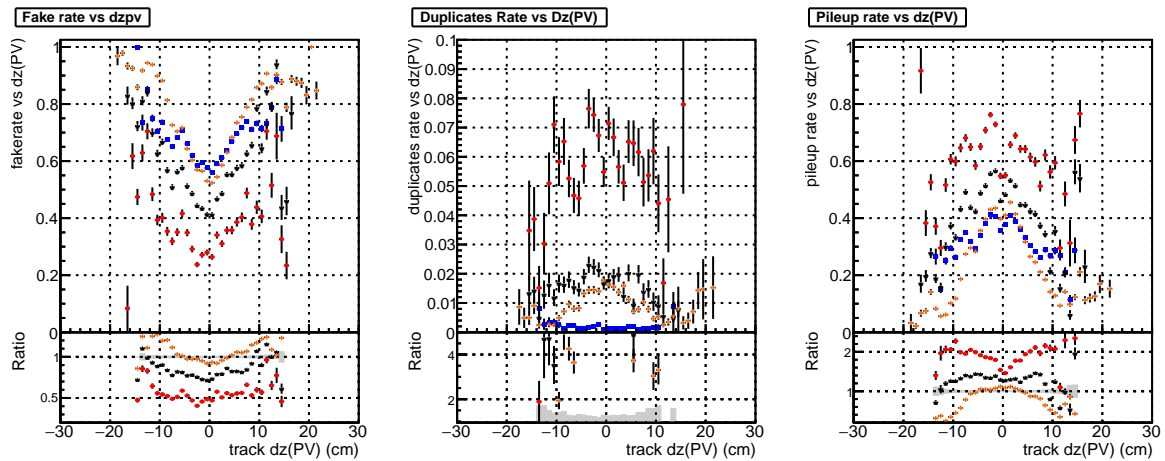 Fake rate vs dzpv
fakerate vs dz(PV)
1
0.8
0.6
0.4
0.2
0
Ratio
1
0.5
−30 −20 −10 0 10 20 30
track dz(PV) (cm)
Duplicates Rate vs Dz(PV)
duplicates rate vs dz(PV)
0.1
0.09
0.08
0.07
0.06
0.05
0.04
0.03
0.02
0.01
0
Ratio
4
2
−30 −20 −10 0 10 20 30
track dz(PV) (cm)
Pileup rate vs dz(PV)
pileup rate vs dz(PV)
1
0.8
0.6
0.4
0.2
0
Ratio
2
1
−30 −20 −10 0 10 20 30
track dz(PV) (cm)